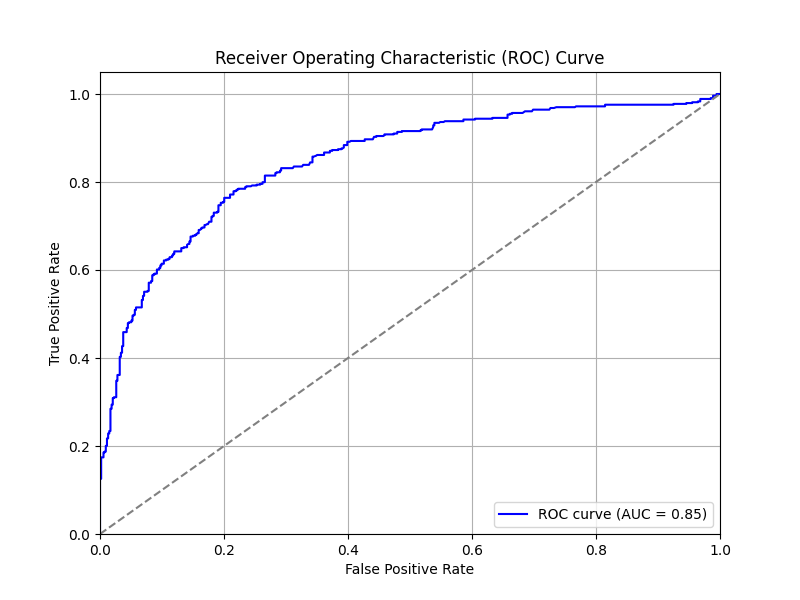 Receiver Operating Characteristic (ROC) Curve
True Positive Rate
1.0
0.8
0.6
0.4
0.2
0.0
0.0 0.2 0.4 0.6 0.8 1.0
False Positive Rate
ROC curve (AUC = 0.85)